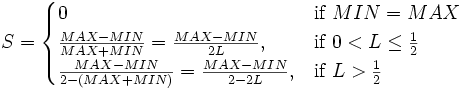 S = { 0 if MIN = MAX
(MAX−MIN)/(MAX+MIN) = (MAX−MIN)/(2L), if 0 < L ≤ 1/2
(MAX−MIN)/(2−(MAX+MIN)) = (MAX−MIN)/(2−2L), if L > 1/2